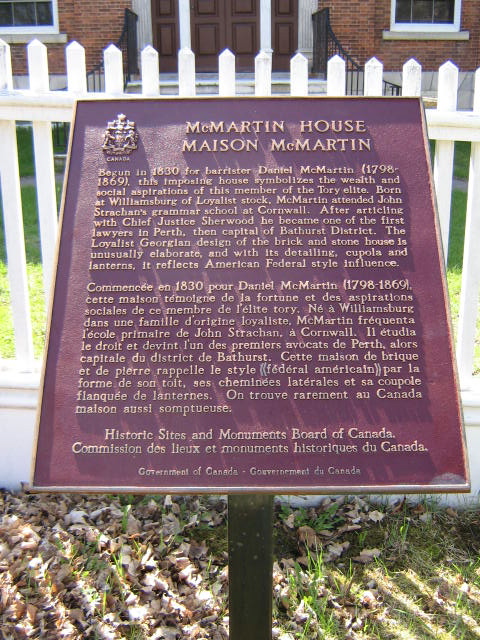 CANADA
McMARTIN HOUSE
MAISON McMARTIN
Begun in 1830 for barrister Daniel McMartin (1798-
1869), this imposing house symbolizes the wealth and
social aspirations of this member of the Tory elite. Born
at Williamsburg of Loyalist stock, McMartin attended John
Strachan's grammar school at Cornwall. After articling
with Chief Justice Sherwood he became one of the first
lawyers in Perth, then capital of Bathurst District. The
Loyalist Georgian design of the brick and stone house is
unusually elaborate, and with its detailing, cupola and
lanterns, it reflects American Federal style influence.
Commencée en 1830 pour Daniel McMartin (1798-1869),
cette maison témoigne de la fortune et des aspirations
sociales de ce membre de l'élite tory. Né à Williamsburg
dans une famille d'origine loyaliste, McMartin fréquenta
l'école primaire de John Strachan, à Cornwall. Il étudia
le droit et devint l'un des premiers avocats de Perth, alors
capitale du district de Bathurst. Cette maison de brique
et de pierre rappelle le style ((fédéral américain)) par la
forme de son toit, ses cheminées latérales et sa coupole
flanquée de lanternes. On trouve rarement au Canada
maison aussi somptueuse.
Historic Sites and Monuments Board of Canada.
Commission des lieux et monuments historiques du Canada.
Government of Canada - Gouvernement du Canada